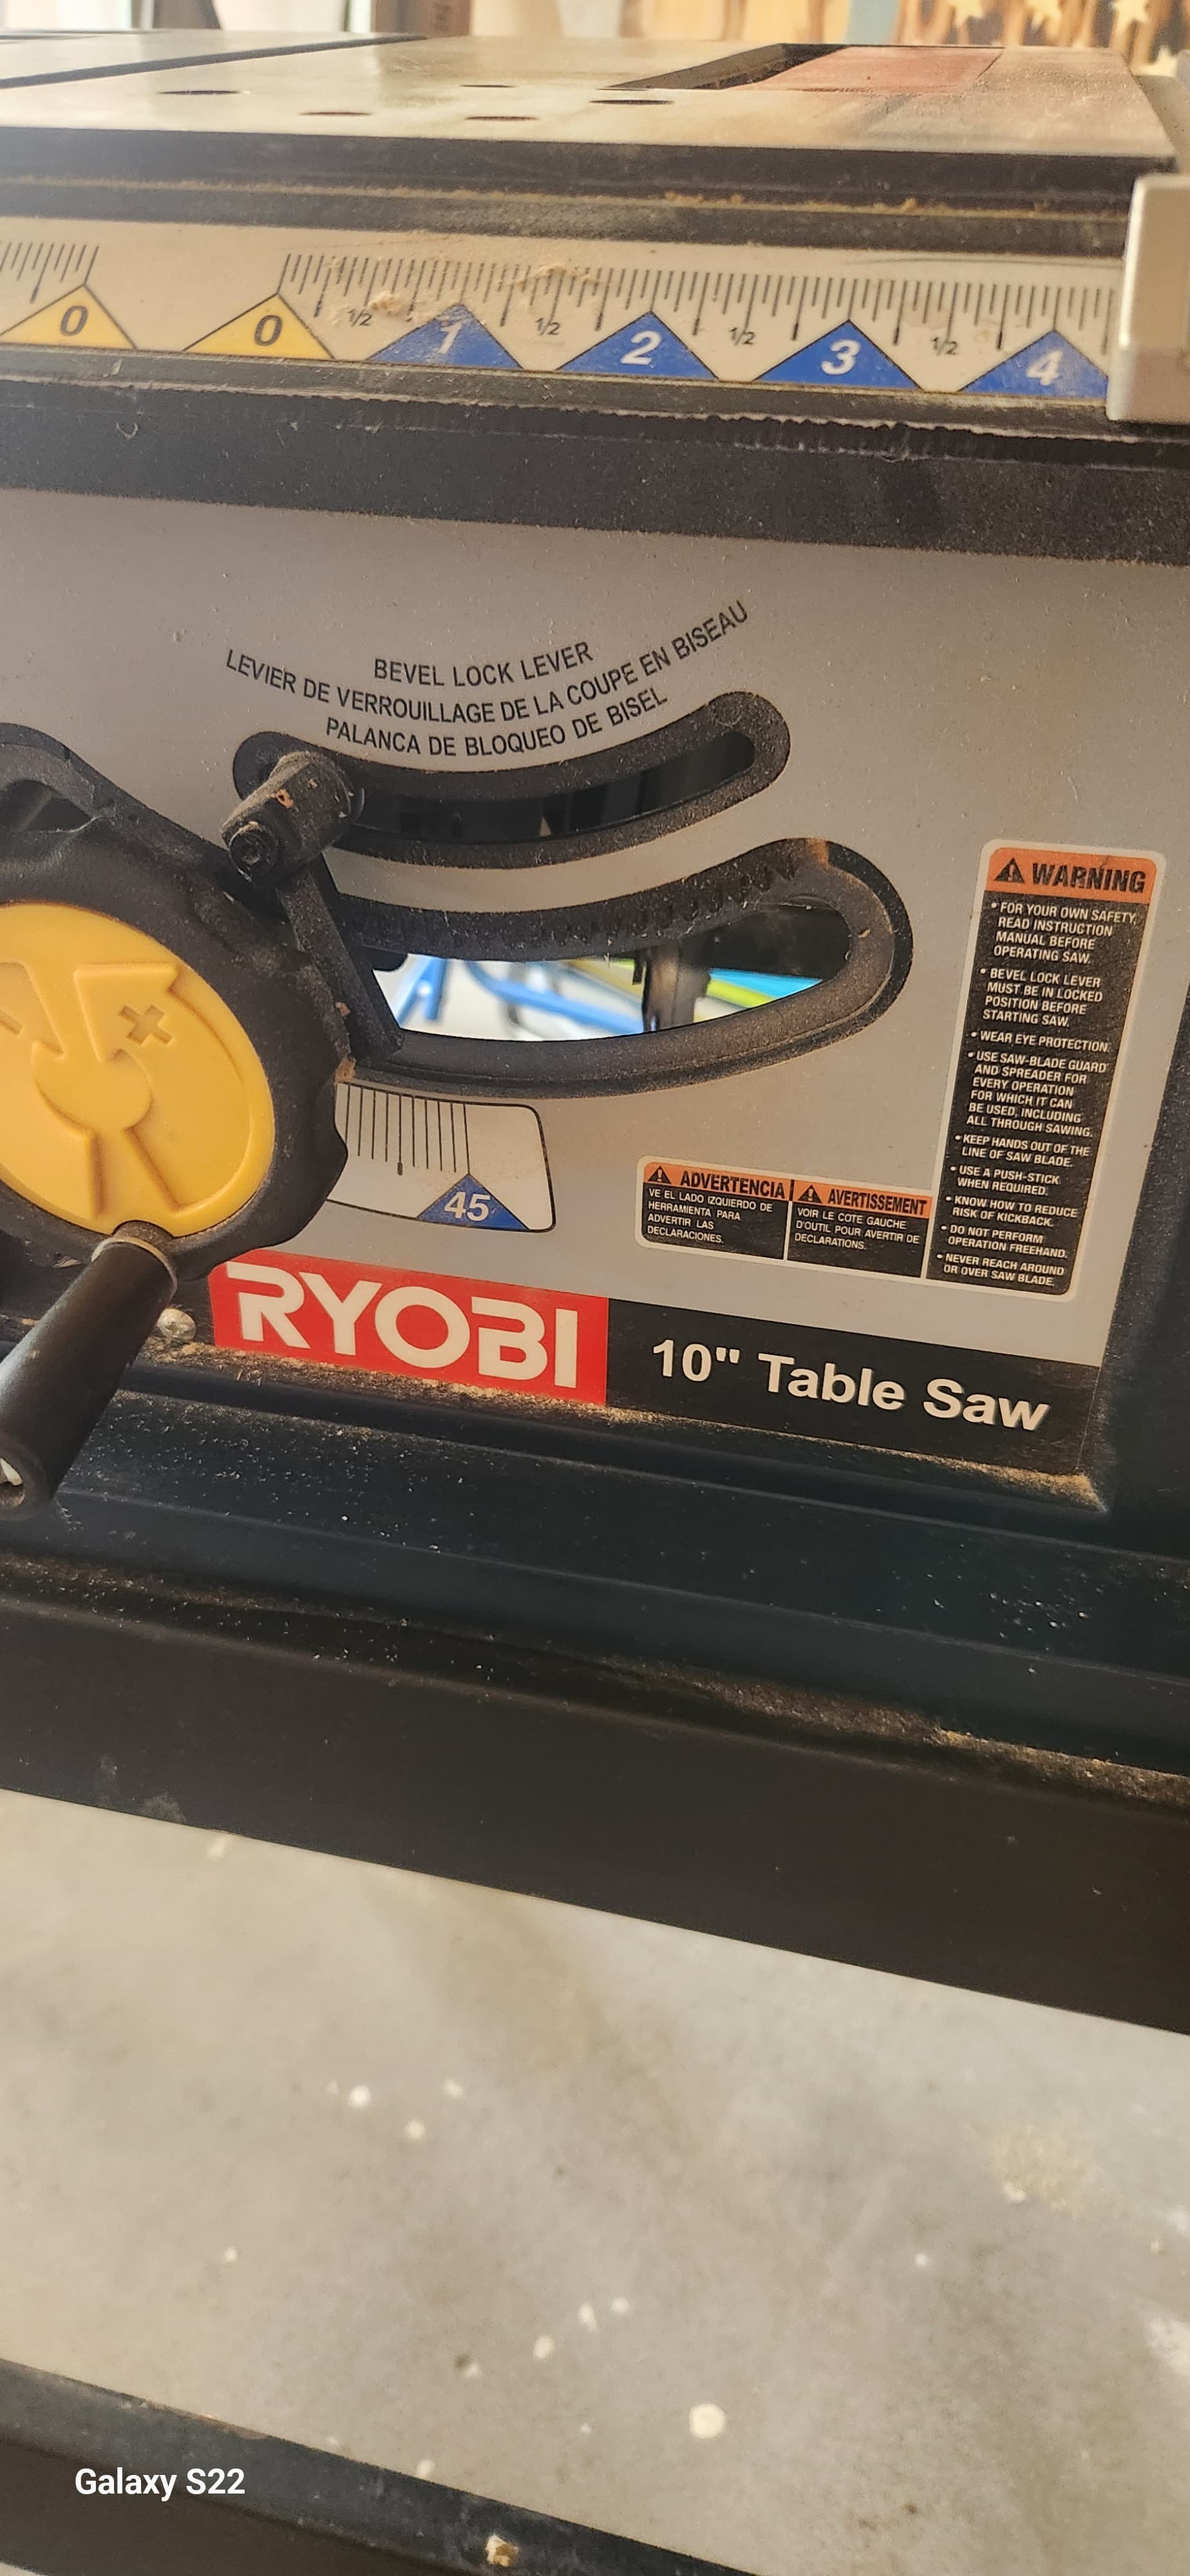 0 0 1/2 1 1/2 2 1/2 3 1/2 4
BEVEL LOCK LEVER
LEVIER DE VERROUILLAGE DE LA COUPE EN BISEAU
PALANCA DE BLOQUEO DE BISEL
+
WARNING
• FOR YOUR OWN SAFETY,
READ INSTRUCTION
MANUAL BEFORE
OPERATING SAW.
• BEVEL LOCK LEVER
MUST BE IN LOCKED
POSITION BEFORE
STARTING SAW.
• WEAR EYE PROTECTION.
• USE SAW-BLADE GUARD
AND SPREADER FOR
EVERY OPERATION
FOR WHICH IT CAN
BE USED, INCLUDING
ALL THROUGH SAWING.
• KEEP HANDS OUT OF THE
LINE OF SAW BLADE.
• USE A PUSH-STICK
WHEN REQUIRED.
• KNOW HOW TO REDUCE
RISK OF KICKBACK.
• DO NOT PERFORM
OPERATION FREEHAND.
• NEVER REACH AROUND
OR OVER SAW BLADE.
ADVERTENCIA
VE EL LADO IZQUIERDO DE
HERRAMIENTA PARA
ADVERTIR LAS
DECLARACIONES.
AVERTISSEMENT
VOIR LE COTE GAUCHE
D'OUTIL POUR AVERTIR DE
DECLARATIONS.
45
RYOBI
10" Table Saw
Galaxy S22